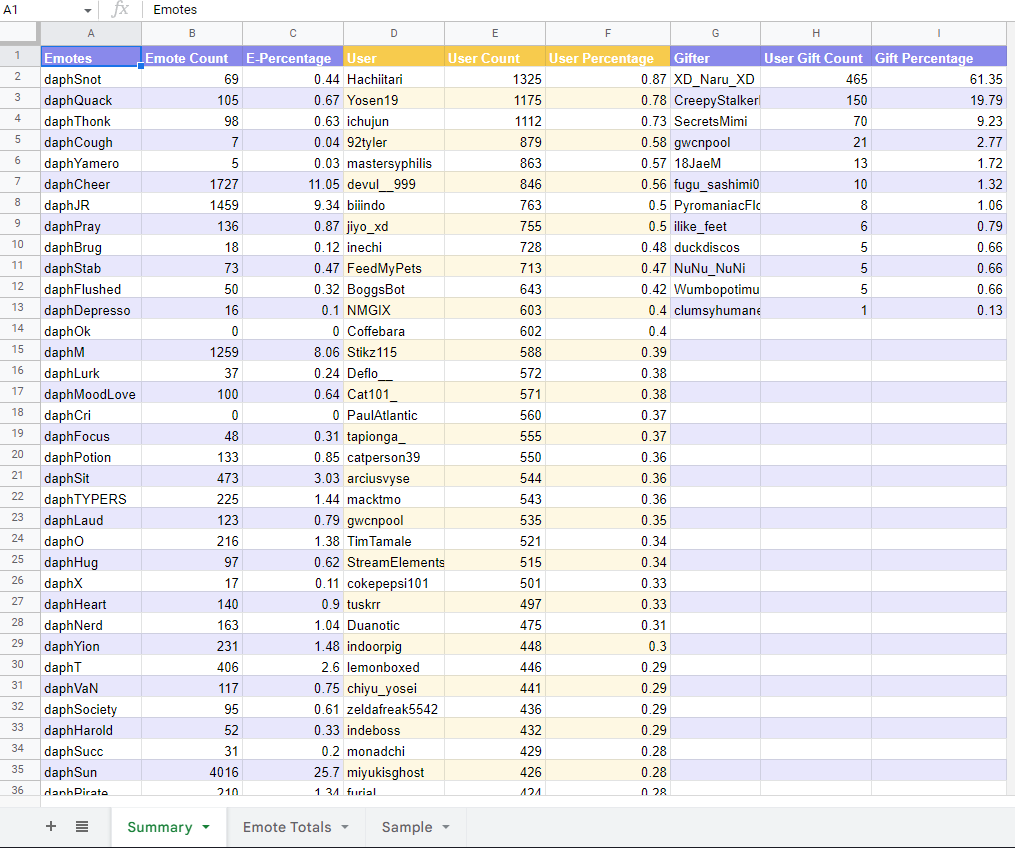 A1 fx Emotes
A B C D E F G H I
1 Emotes Emote Count E-Percentage User User Count User Percentage Gifter User Gift Count Gift Percentage
2 daphSnot 69 0.44 Hachiitari 1325 0.87 XD_Naru_XD 465 61.35
3 daphQuack 105 0.67 Yosen19 1175 0.78 CreepyStalkerl 150 19.79
4 daphThonk 98 0.63 ichujun 1112 0.73 SecretsMimi 70 9.23
5 daphCough 7 0.04 92tyler 879 0.58 gwcnpool 21 2.77
6 daphYamero 5 0.03 mastersyphilis 863 0.57 18JaeM 13 1.72
7 daphCheer 1727 11.05 devul__999 846 0.56 fugu_sashimi0 10 1.32
8 daphJR 1459 9.34 biiindo 763 0.5 PyromaniacFlo 8 1.06
9 daphPray 136 0.87 jiyo_xd 755 0.5 ilike_feet 6 0.79
10 daphBrug 18 0.12 inechi 728 0.48 duckdiscos 5 0.66
11 daphStab 73 0.47 FeedMyPets 713 0.47 NuNu_NuNi 5 0.66
12 daphFlushed 50 0.32 BoggsBot 643 0.42 Wumbopotimu 5 0.66
13 daphDepresso 16 0.1 NMGIX 603 0.4 clumsyhumane 1 0.13
14 daphOk 0 0 Coffebara 602 0.4
15 daphM 1259 8.06 Stikz115 588 0.39
16 daphLurk 37 0.24 Deflo__ 572 0.38
17 daphMoodLove 100 0.64 Cat101_ 571 0.38
18 daphCri 0 0 PaulAtlantic 560 0.37
19 daphFocus 48 0.31 tapionga_ 555 0.37
20 daphPotion 133 0.85 catperson39 550 0.36
21 daphSit 473 3.03 arciusvyse 544 0.36
22 daphTYPERS 225 1.44 macktmo 543 0.36
23 daphLaud 123 0.79 gwcnpool 535 0.35
24 daphO 216 1.38 TimTamale 521 0.34
25 daphHug 97 0.62 StreamElements 515 0.34
26 daphX 17 0.11 cokepepsi101 501 0.33
27 daphHeart 140 0.9 tuskrr 497 0.33
28 daphNerd 163 1.04 Duanotic 475 0.31
29 daphYion 231 1.48 indoorpig 448 0.3
30 daphT 406 2.6 lemonboxed 446 0.29
31 daphVaN 117 0.75 chiyu_yosei 441 0.29
32 daphSociety 95 0.61 zeldafreak5542 436 0.29
33 daphHarold 52 0.33 indeboss 432 0.29
34 daphSucc 31 0.2 monadchi 429 0.28
35 daphSun 4016 25.7 miyukisghost 426 0.28
36 daphPirate 210 1.34 furial 424 0.28
Summary Emote Totals Sample